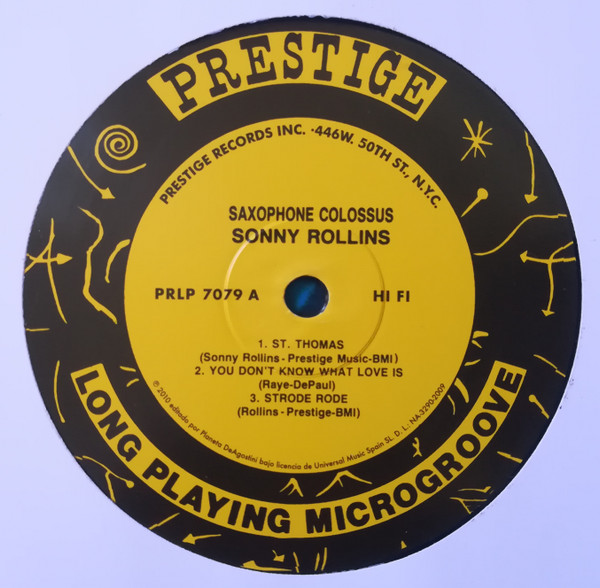 PRESTIGE
PRESTIGE RECORDS INC. ·446W. 50TH ST., N.Y.C.
SAXOPHONE COLOSSUS
SONNY ROLLINS
PRLP 7079 A
HI FI
1. ST. THOMAS
(Sonny Rollins - Prestige Music-BMI)
2. YOU DON'T KNOW WHAT LOVE IS
(Raye-DePaul)
3. STRODE RODE
(Rollins - Prestige-BMI)
℗ 2010 editado por Planeta DeAgostini bajo licencia de Universal Music Spain SL. D. L.: NA-3290-2009
LONG PLAYING MICROGROOVE